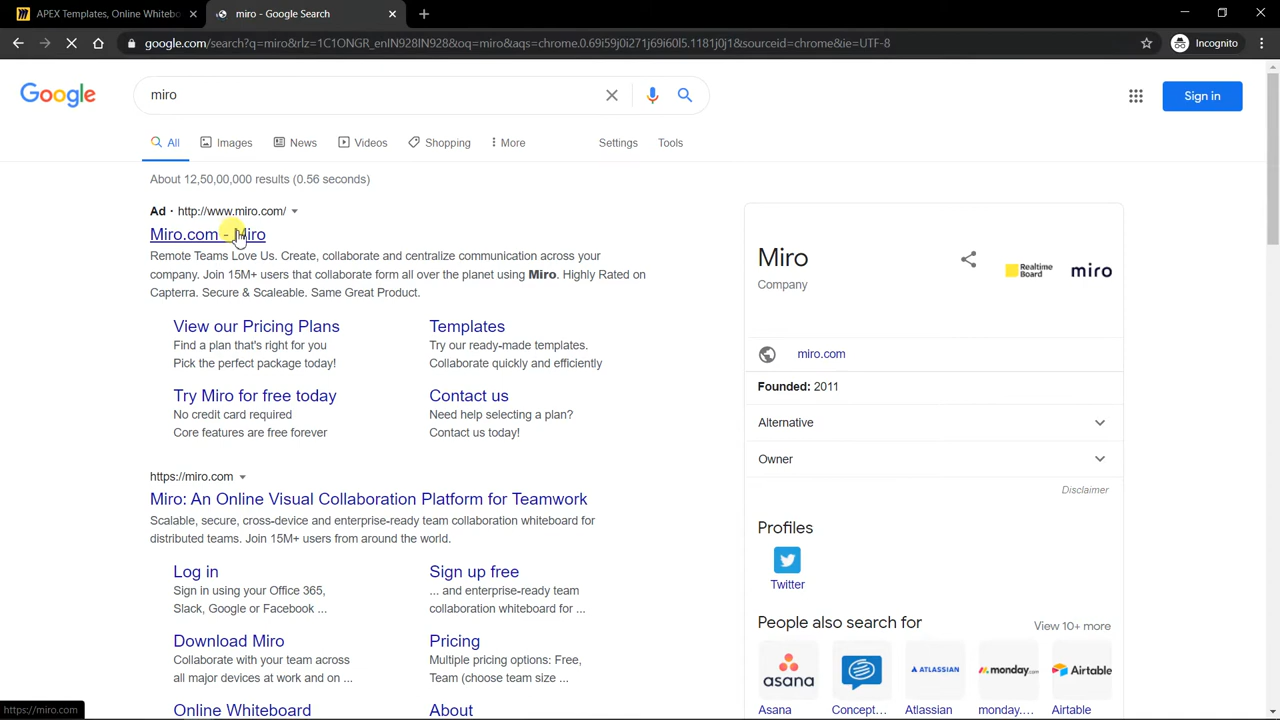 APEX Templates, Online Whitebo
miro - Google Search
google.com/search?q=miro&rlz=1C1ONGR_enIN928IN928&oq=miro&aqs=chrome.0.69i59j0i271j69i60l5.1181j0j1&sourceid=chrome&ie=UTF-8
Incognito
Google
miro
Sign in
All
Images
News
Videos
Shopping
More
Settings
Tools
About 12,50,00,000 results (0.56 seconds)
Ad · http://www.miro.com/
Miro.com - Miro
Remote Teams Love Us. Create, collaborate and centralize communication across your
company. Join 15M+ users that collaborate form all over the planet using Miro. Highly Rated on
Capterra. Secure & Scaleable. Same Great Product.
View our Pricing Plans
Find a plan that's right for you
Pick the perfect package today!
Templates
Try our ready-made templates.
Collaborate quickly and efficiently
Try Miro for free today
No credit card required
Core features are free forever
Contact us
Need help selecting a plan?
Contact us today!
https://miro.com
Miro: An Online Visual Collaboration Platform for Teamwork
Scalable, secure, cross-device and enterprise-ready team collaboration whiteboard for
distributed teams. Join 15M+ users from around the world.
Log in
Sign in using your Office 365,
Slack, Google or Facebook ...
Sign up free
... and enterprise-ready team
collaboration whiteboard for ...
Download Miro
Collaborate with your team across
all major devices at work and on ...
Pricing
Multiple pricing options: Free,
Team (choose team size ...
Online Whiteboard
About
https://miro.com
Miro
Company
Realtime
Board
miro
miro.com
Founded: 2011
Alternative
Owner
Disclaimer
Profiles
Twitter
People also search for
View 10+ more
asana
ATLASSIAN
monday.com
Airtable
Asana
Concept...
Atlassian
monday....
Airtable